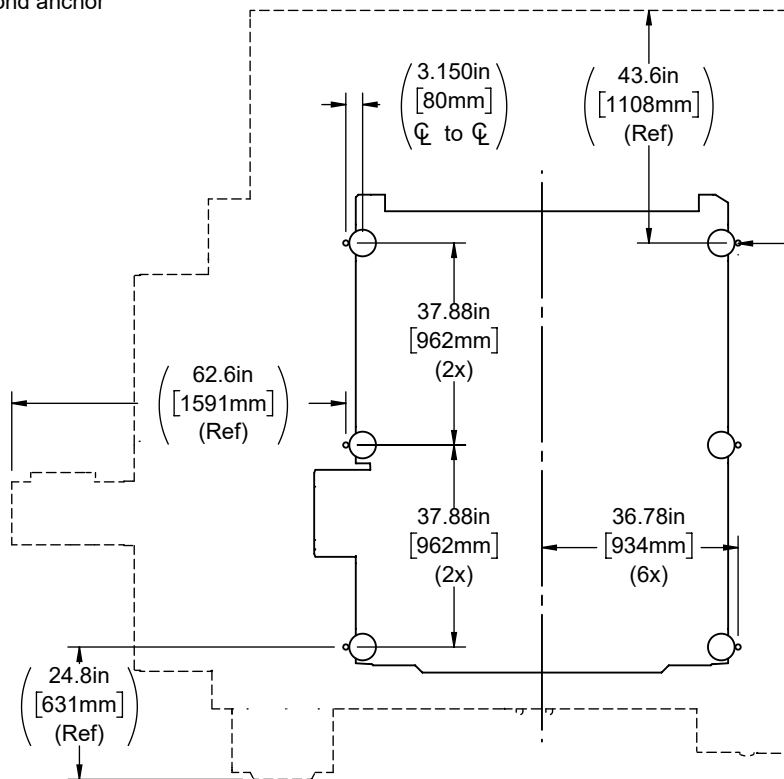 ond anchor
3.150in
[80mm]
℄ to ℄
43.6in
[1108mm]
(Ref)
37.88in
[962mm]
(2x)
62.6in
[1591mm]
(Ref)
37.88in
[962mm]
(2x)
36.78in
[934mm]
(6x)
24.8in
[631mm]
(Ref)